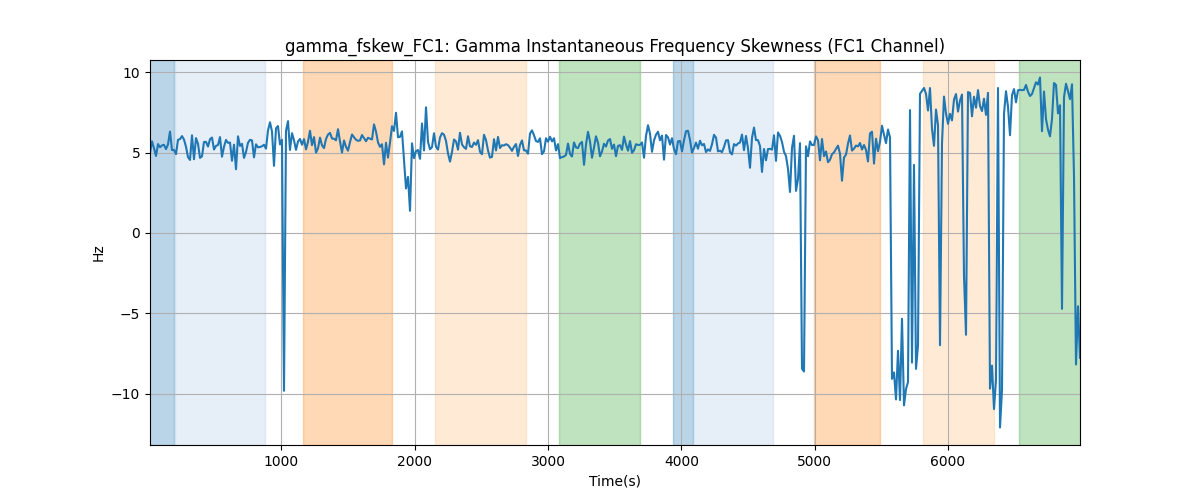 gamma_fskew_FC1: Gamma Instantaneous Frequency Skewness (FC1 Channel)
10
5
0
−5
−10
Hz
1000 2000 3000 4000 5000 6000
Time(s)